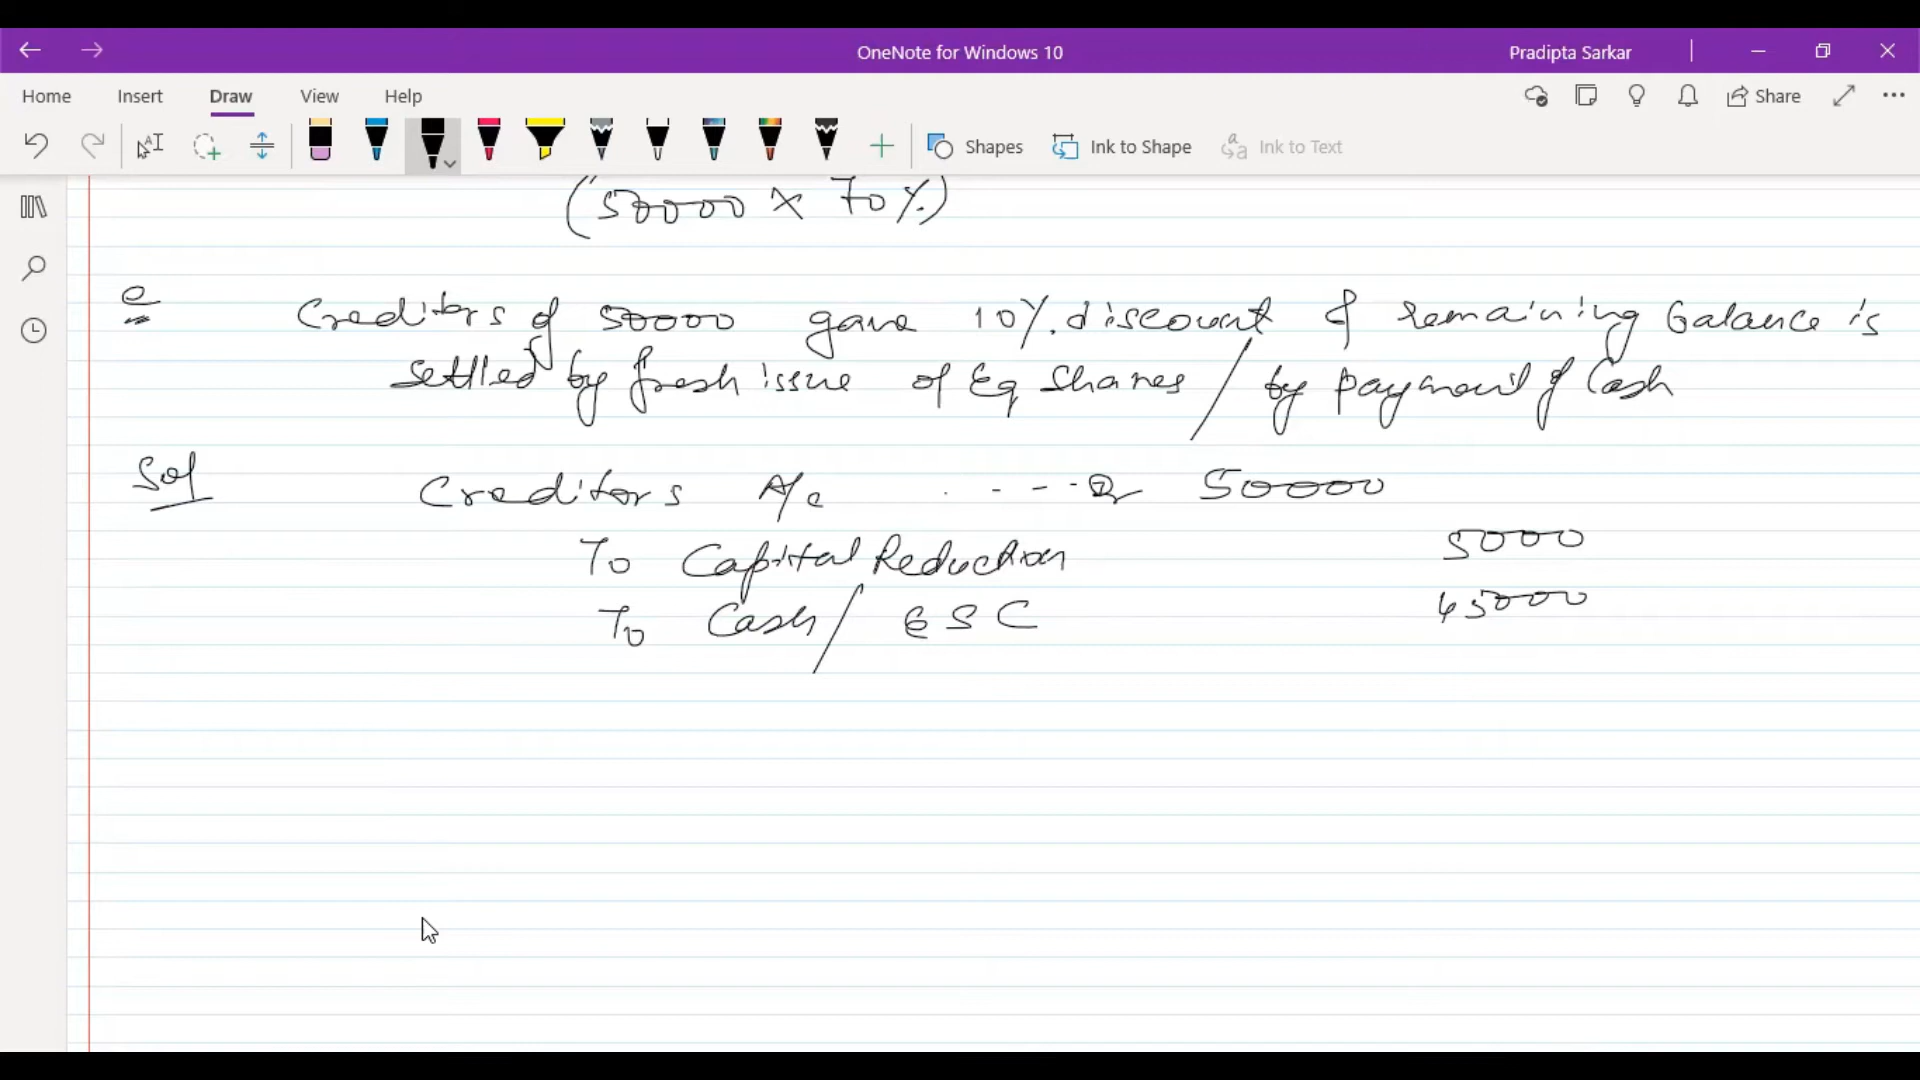 OneNote for Windows 10
Pradipta Sarkar
Home Insert Draw View Help
Share
Shapes Ink to Shape Ink to Text
(50000 X 70%)
e Creditors of 50000 gave 10% discount & remaining balance is
settled by fresh issue of Eq Shares / by payment of Cash
Sol Creditors A/c ....Dr 50000
To Capital Reduction 5000
To Cash / ESC 45000